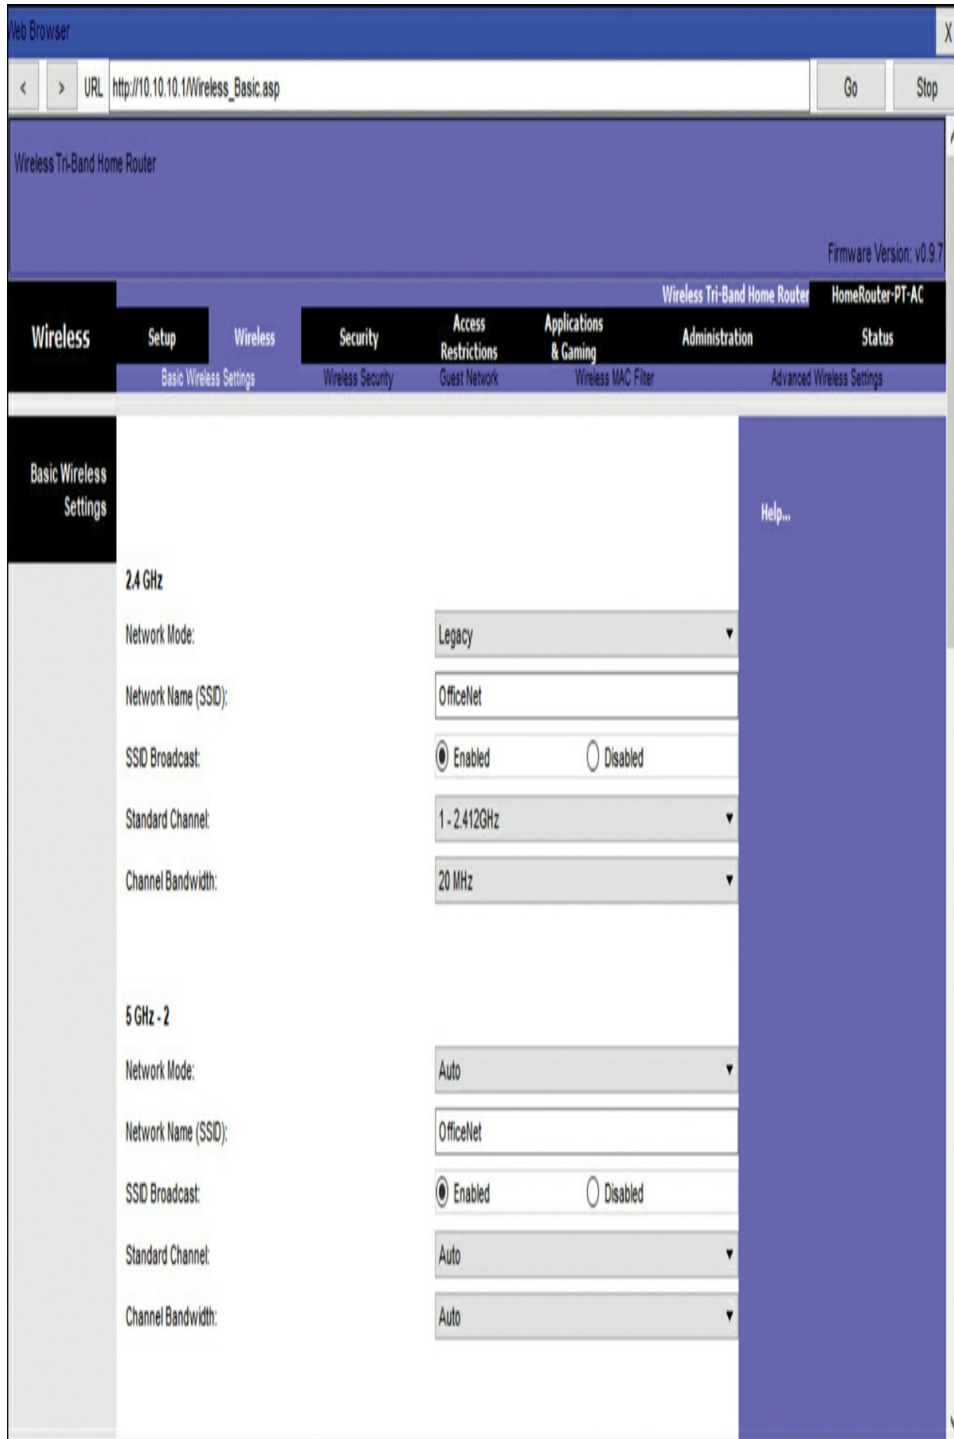 Web Browser
X
< > URL http://10.10.10.1/Wireless_Basic.asp Go Stop
Wireless Tri-Band Home Router
Firmware Version: v0.9.7
Wireless Tri-Band Home Router HomeRouter-PT-AC
Wireless Setup Wireless Security Access Restrictions Applications & Gaming Administration Status
Basic Wireless Settings Wireless Security Guest Network Wireless MAC Filter Advanced Wireless Settings
Basic Wireless Settings
Help...
2.4 GHz
Network Mode: Legacy
Network Name (SSID): OfficeNet
SSID Broadcast: Enabled Disabled
Standard Channel: 1 - 2.412GHz
Channel Bandwidth: 20 MHz
5 GHz - 2
Network Mode: Auto
Network Name (SSID): OfficeNet
SSID Broadcast: Enabled Disabled
Standard Channel: Auto
Channel Bandwidth: Auto